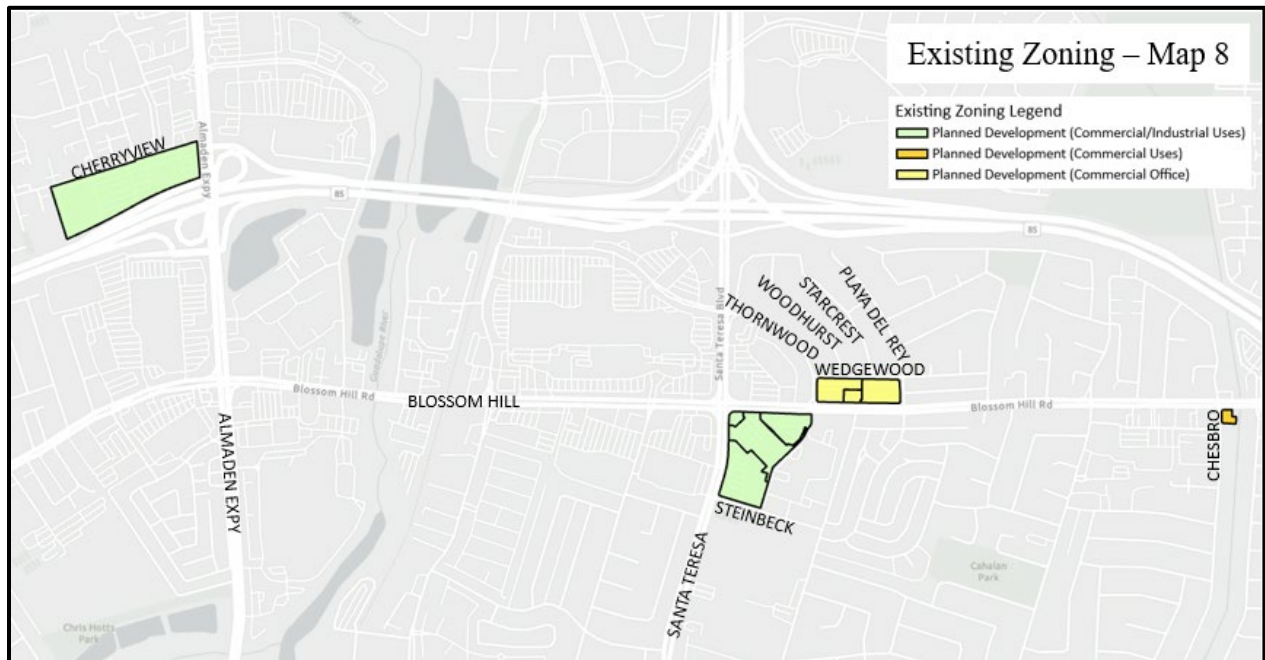 Existing Zoning – Map 8
Existing Zoning Legend
Planned Development (Commercial/Industrial Uses)
Planned Development (Commercial Uses)
Planned Development (Commercial Office)
CHERRYVIEW
Almaden Expy
85
85
Guadalupe River
Santa Teresa Blvd
THORNWOOD
WOODHURST
STARCREST
PLAYA DEL REY
WEDGEWOOD
Blossom Hill Rd
BLOSSOM HILL
Blossom Hill Rd
ALMADEN EXPY
CHESBRO
STEINBECK
SANTA TERESA
Cahalan
Park
Chris Hotts
Park